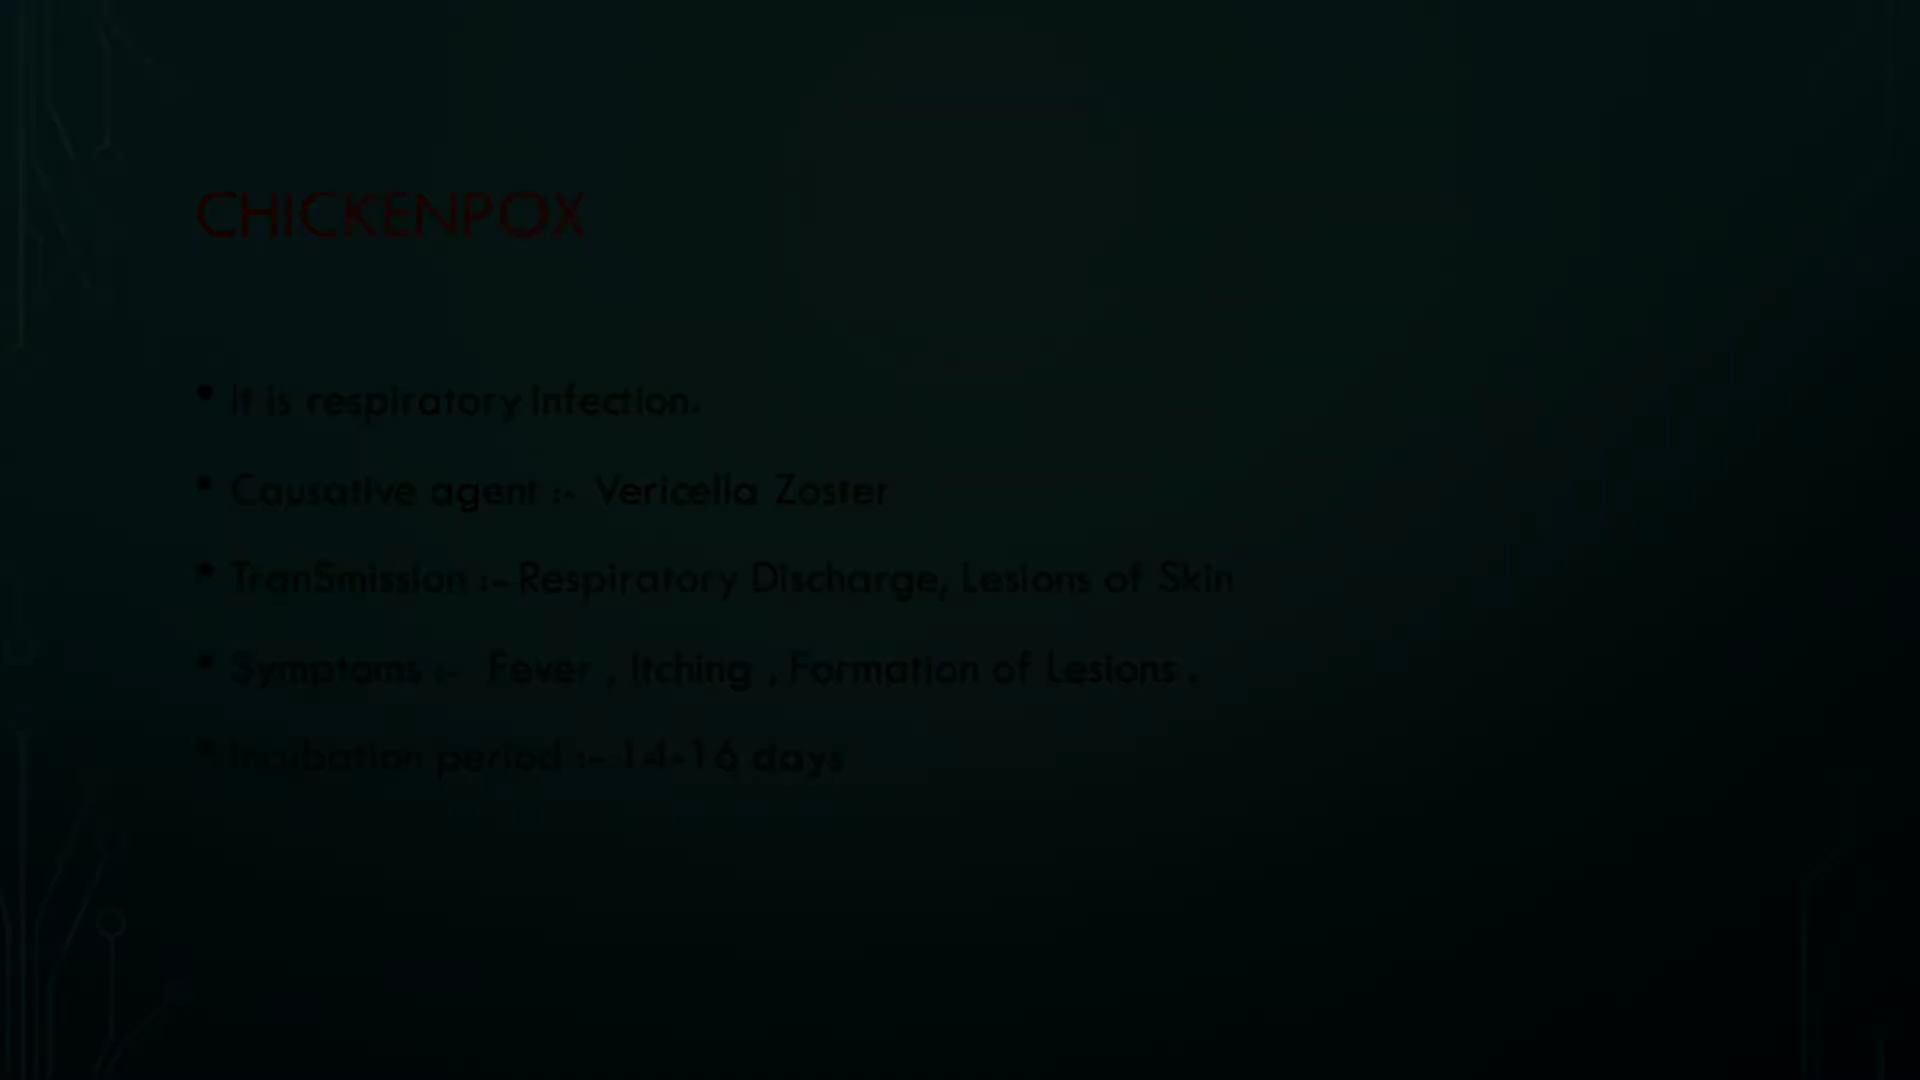 CHICKENPOX
• It is respiratory infection.
• Causative agent :- Vericella Zoster
• TranSmission :- Respiratory Discharge, Lesions of Skin
• Symptoms :- Fever , Itching , Formation of Lesions .
• Incubation period :- 14-16 days